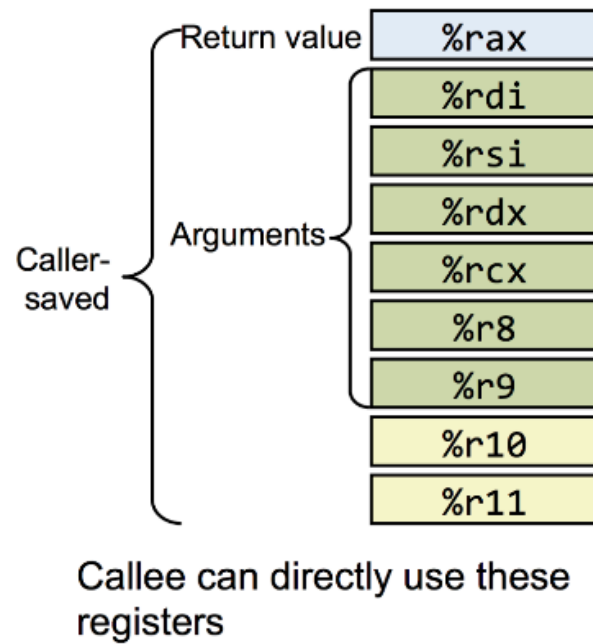 Return value %rax
%rdi
%rsi
%rdx
Arguments
%rcx
Caller-
saved
%r8
%r9
%r10
%r11
Callee can directly use these
registers